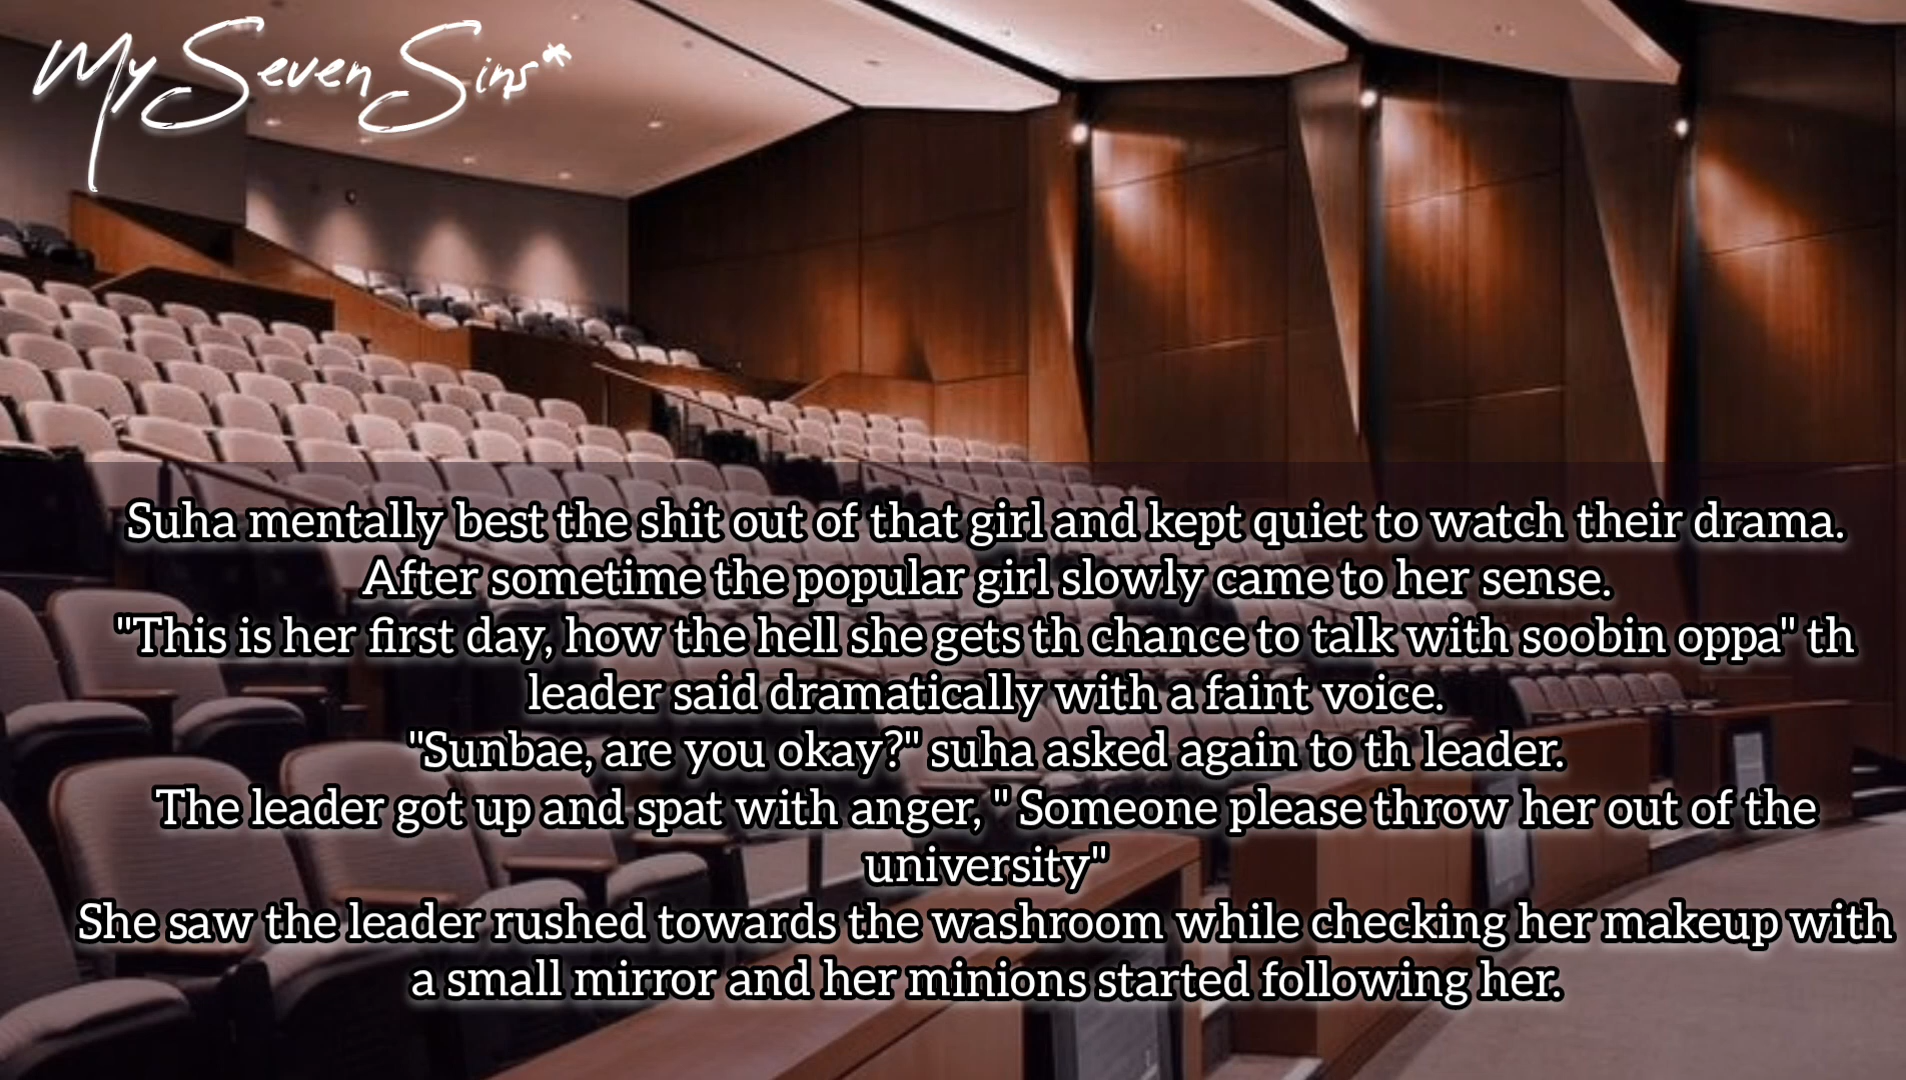 My Seven Sins*
Suha mentally best the shit out of that girl and kept quiet to watch their drama.
After sometime the popular girl slowly came to her sense.
"This is her first day, how the hell she gets th chance to talk with soobin oppa" th
leader said dramatically with a faint voice.
"Sunbae, are you okay?" suha asked again to th leader.
The leader got up and spat with anger, " Someone please throw her out of the
university"
She saw the leader rushed towards the washroom while checking her makeup with
a small mirror and her minions started following her.